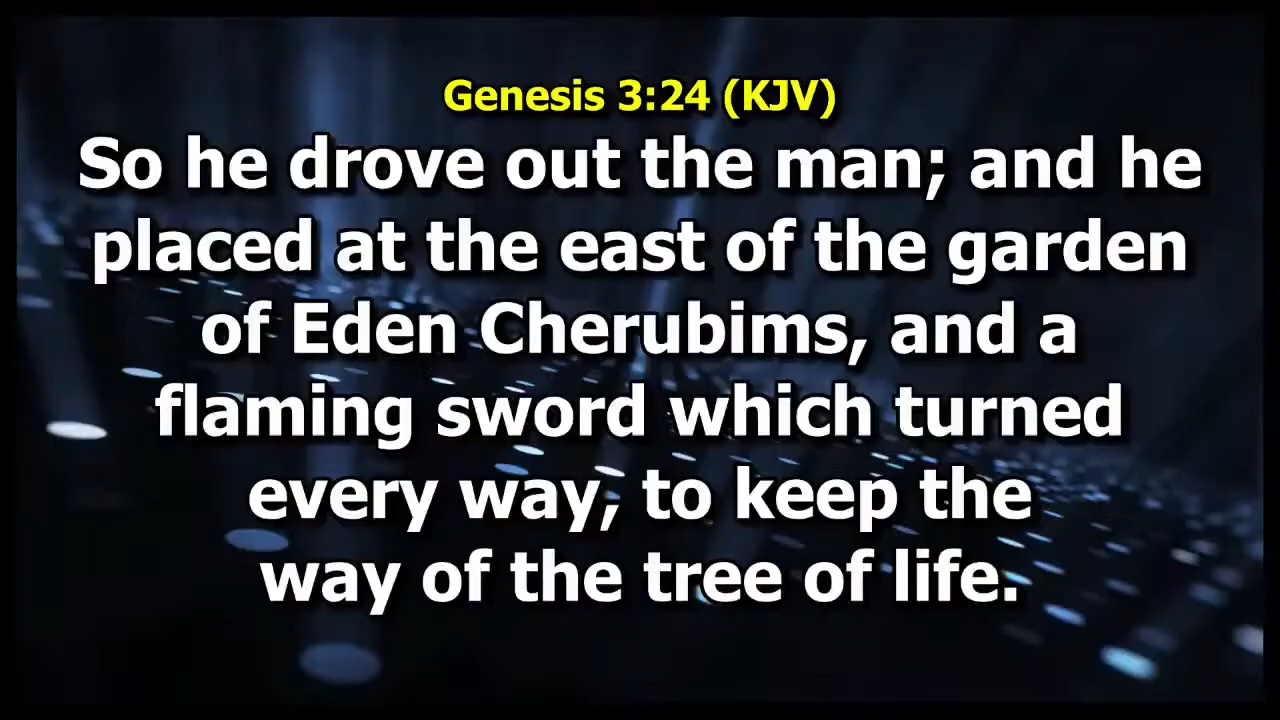 Genesis 3:24 (KJV)
So he drove out the man; and he
placed at the east of the garden
of Eden Cherubims, and a
flaming sword which turned
every way, to keep the
way of the tree of life.